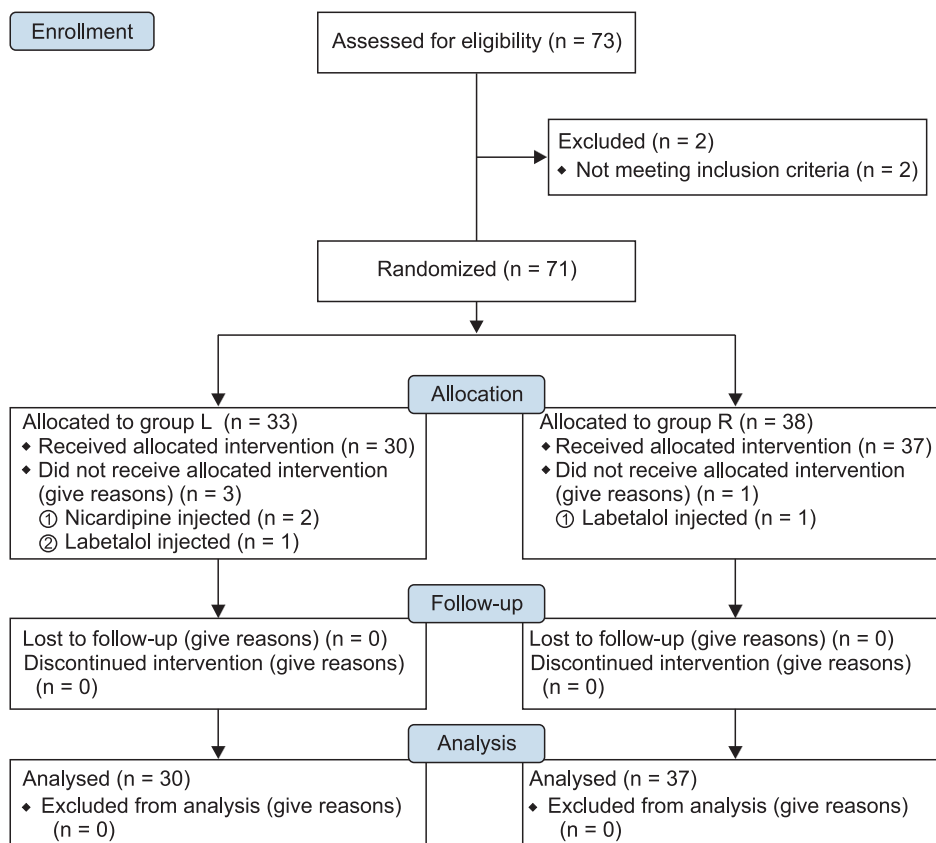 Enrollment
Assessed for eligibility (n = 73)
Excluded (n = 2)
◆ Not meeting inclusion criteria (n = 2)
Randomized (n = 71)
Allocation
Allocated to group L (n = 33)
◆ Received allocated intervention (n = 30)
◆ Did not receive allocated intervention
(give reasons) (n = 3)
① Nicardipine injected (n = 2)
② Labetalol injected (n = 1)
Allocated to group R (n = 38)
◆ Received allocated intervention (n = 37)
◆ Did not receive allocated intervention
(give reasons) (n = 1)
① Labetalol injected (n = 1)
Follow-up
Lost to follow-up (give reasons) (n = 0)
Discontinued intervention (give reasons)
(n = 0)
Lost to follow-up (give reasons) (n = 0)
Discontinued intervention (give reasons)
(n = 0)
Analysis
Analysed (n = 30)
◆ Excluded from analysis (give reasons)
(n = 0)
Analysed (n = 37)
◆ Excluded from analysis (give reasons)
(n = 0)